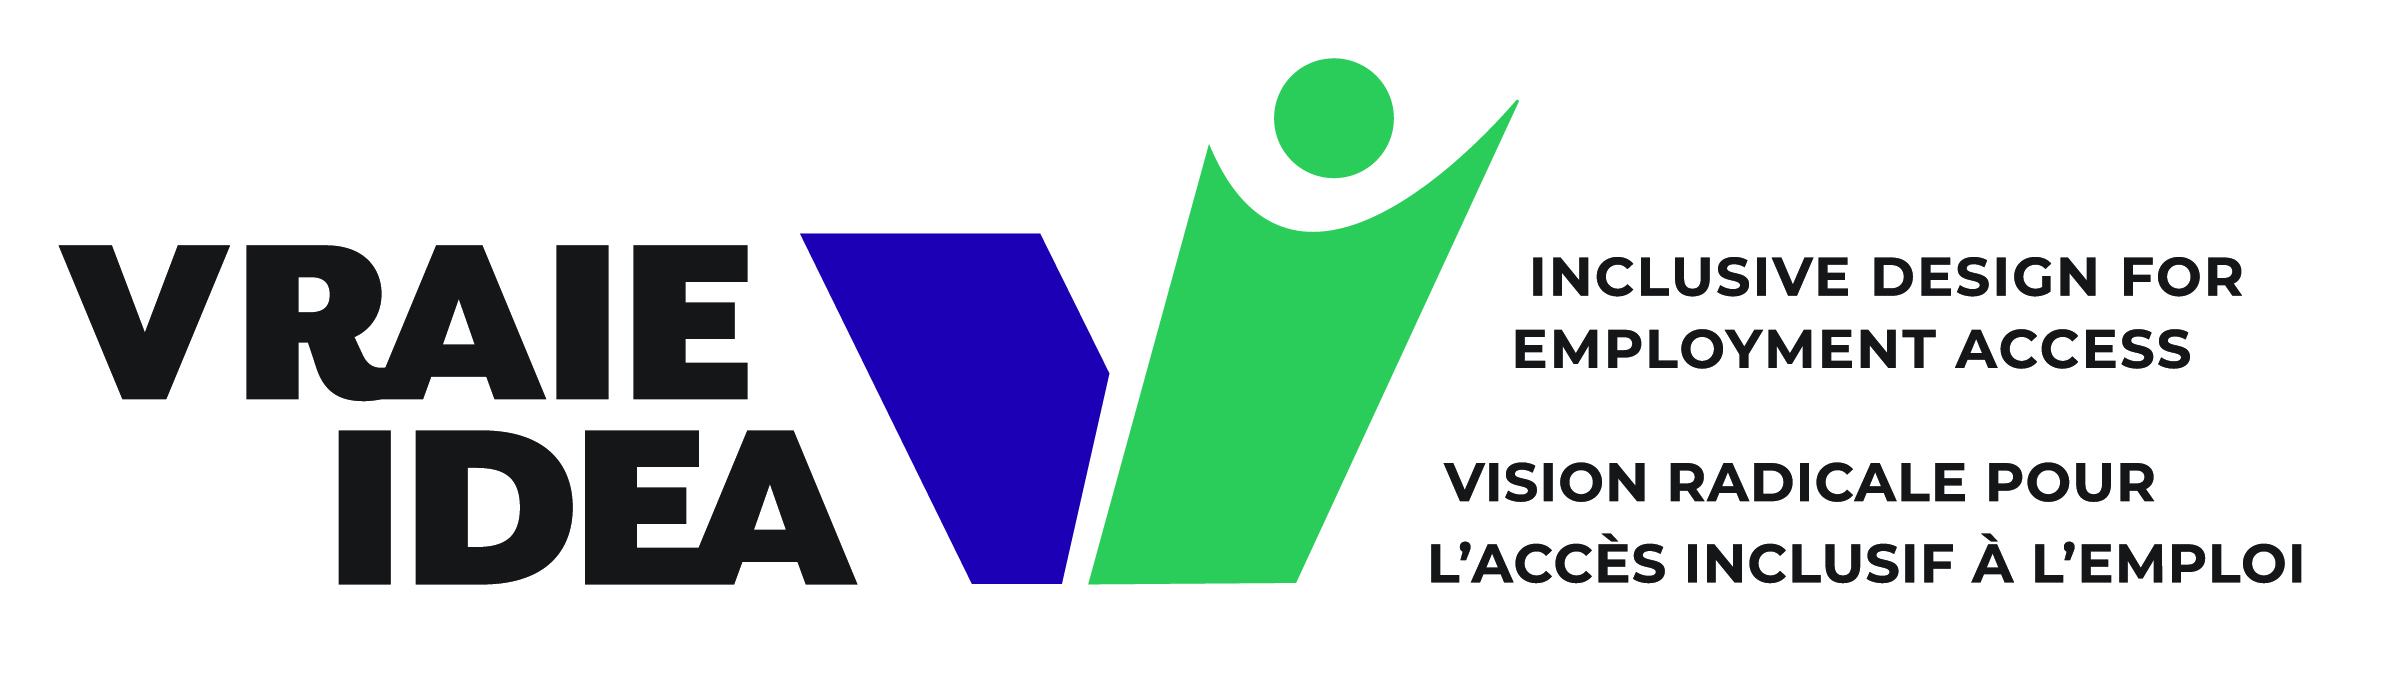 VRAIE
IDEA
INCLUSIVE DESIGN FOR
EMPLOYMENT ACCESS
VISION RADICALE POUR
L’ACCÈS INCLUSIF À L’EMPLOI